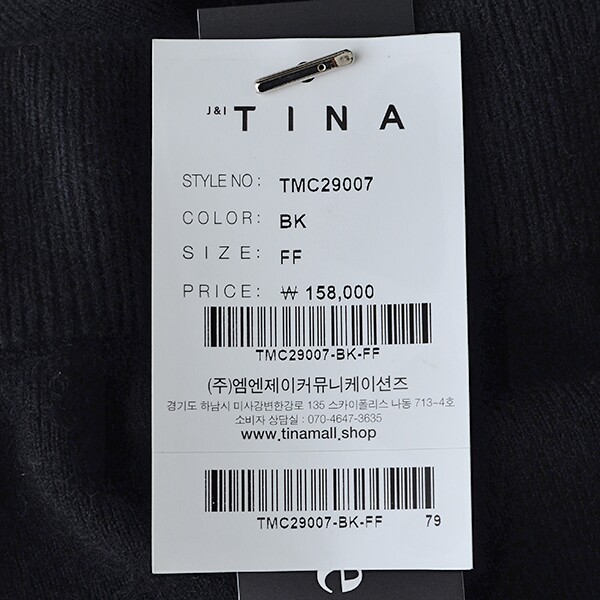 J&I TINA
STYLE NO: TMC29007
COLOR: BK
SIZE: FF
PRICE: ₩ 158,000
TMC29007-BK-FF
(주)엠엔제이커뮤니케이션즈
경기도 하남시 미사강변한강로 135 스카이폴리스 나동 713-4호
소비자 상담실 : 070-4647-3635
www.tinamall.shop
TMC29007-BK-FF 79
e